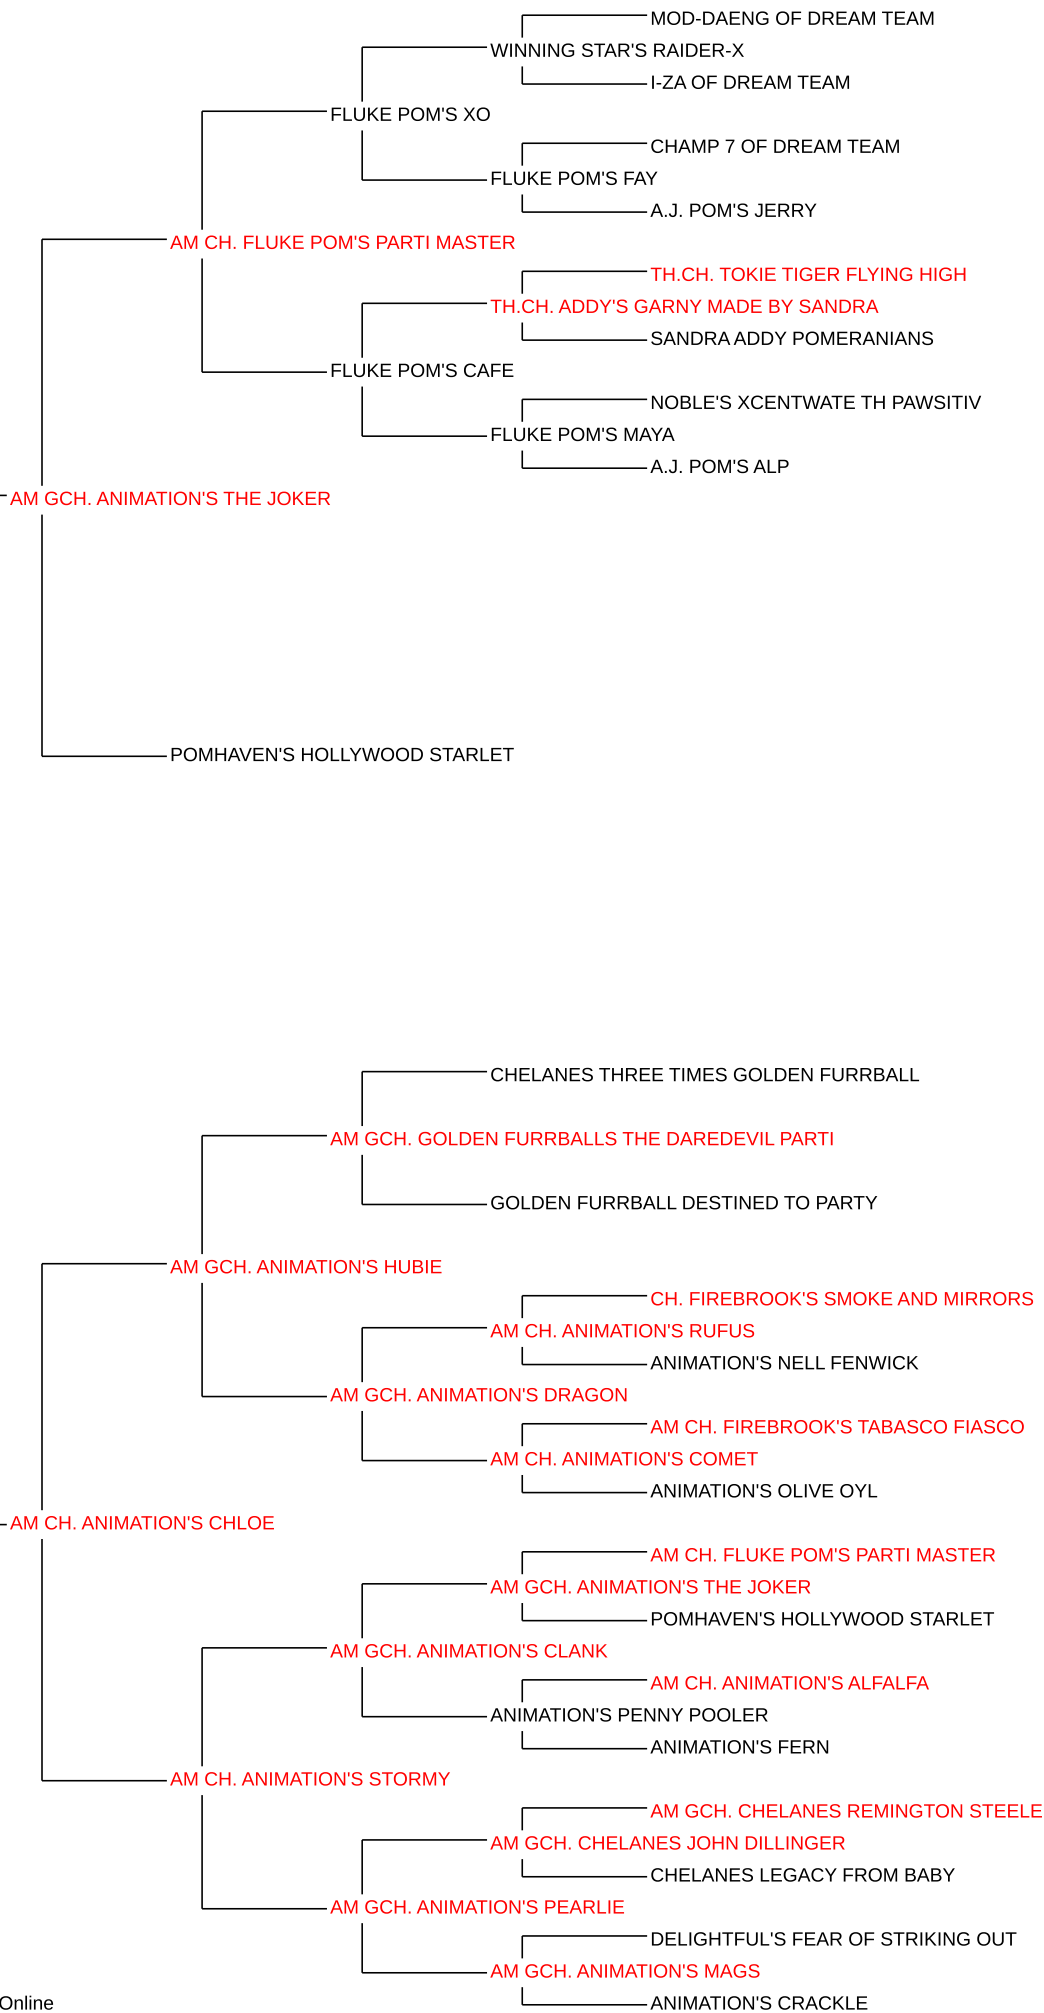 MOD-DAENG OF DREAM TEAM
WINNING STAR'S RAIDER-X
I-ZA OF DREAM TEAM
FLUKE POM'S XO
CHAMP 7 OF DREAM TEAM
FLUKE POM'S FAY
A.J. POM'S JERRY
AM CH. FLUKE POM'S PARTI MASTER
TH.CH. TOKIE TIGER FLYING HIGH
TH.CH. ADDY'S GARNY MADE BY SANDRA
SANDRA ADDY POMERANIANS
FLUKE POM'S CAFE
NOBLE'S XCENTWATE TH PAWSITIV
FLUKE POM'S MAYA
A.J. POM'S ALP
AM GCH. ANIMATION'S THE JOKER
POMHAVEN'S HOLLYWOOD STARLET
CHELANES THREE TIMES GOLDEN FURRBALL
AM GCH. GOLDEN FURRBALLS THE DAREDEVIL PARTI
GOLDEN FURRBALL DESTINED TO PARTY
AM GCH. ANIMATION'S HUBIE
CH. FIREBROOK'S SMOKE AND MIRRORS
AM CH. ANIMATION'S RUFUS
ANIMATION'S NELL FENWICK
AM GCH. ANIMATION'S DRAGON
AM CH. FIREBROOK'S TABASCO FIASCO
AM CH. ANIMATION'S COMET
ANIMATION'S OLIVE OYL
AM CH. ANIMATION'S CHLOE
AM CH. FLUKE POM'S PARTI MASTER
AM GCH. ANIMATION'S THE JOKER
POMHAVEN'S HOLLYWOOD STARLET
AM GCH. ANIMATION'S CLANK
AM CH. ANIMATION'S ALFALFA
ANIMATION'S PENNY POOLER
ANIMATION'S FERN
AM CH. ANIMATION'S STORMY
AM GCH. CHELANES REMINGTON STEELE
AM GCH. CHELANES JOHN DILLINGER
CHELANES LEGACY FROM BABY
AM GCH. ANIMATION'S PEARLIE
DELIGHTFUL'S FEAR OF STRIKING OUT
AM GCH. ANIMATION'S MAGS
ANIMATION'S CRACKLE
Online